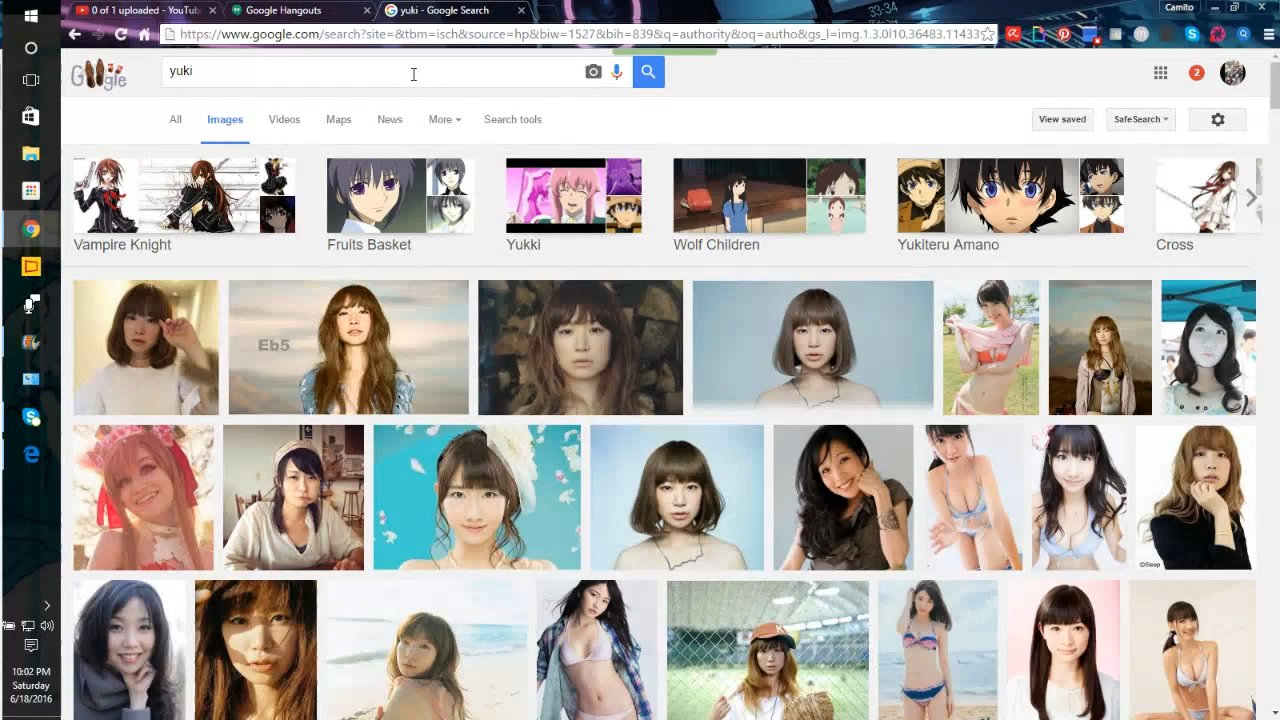 0 of 1 uploaded - YouTub
Google Hangouts
yuki - Google Search
Camito
https://www.google.com/search?site=&tbm=isch&source=hp&biw=1527&bih=839&q=authority&oq=autho&gs_l=img.1.3.0l10.36483.11433
Google
yuki
2
All
Images
Videos
Maps
News
More
Search tools
View saved
SafeSearch
Vampire Knight
Fruits Basket
Yukki
Wolf Children
Yukiteru Amano
Cross
Eb5
©Sleep
10:02 PM
Saturday
6/18/2016